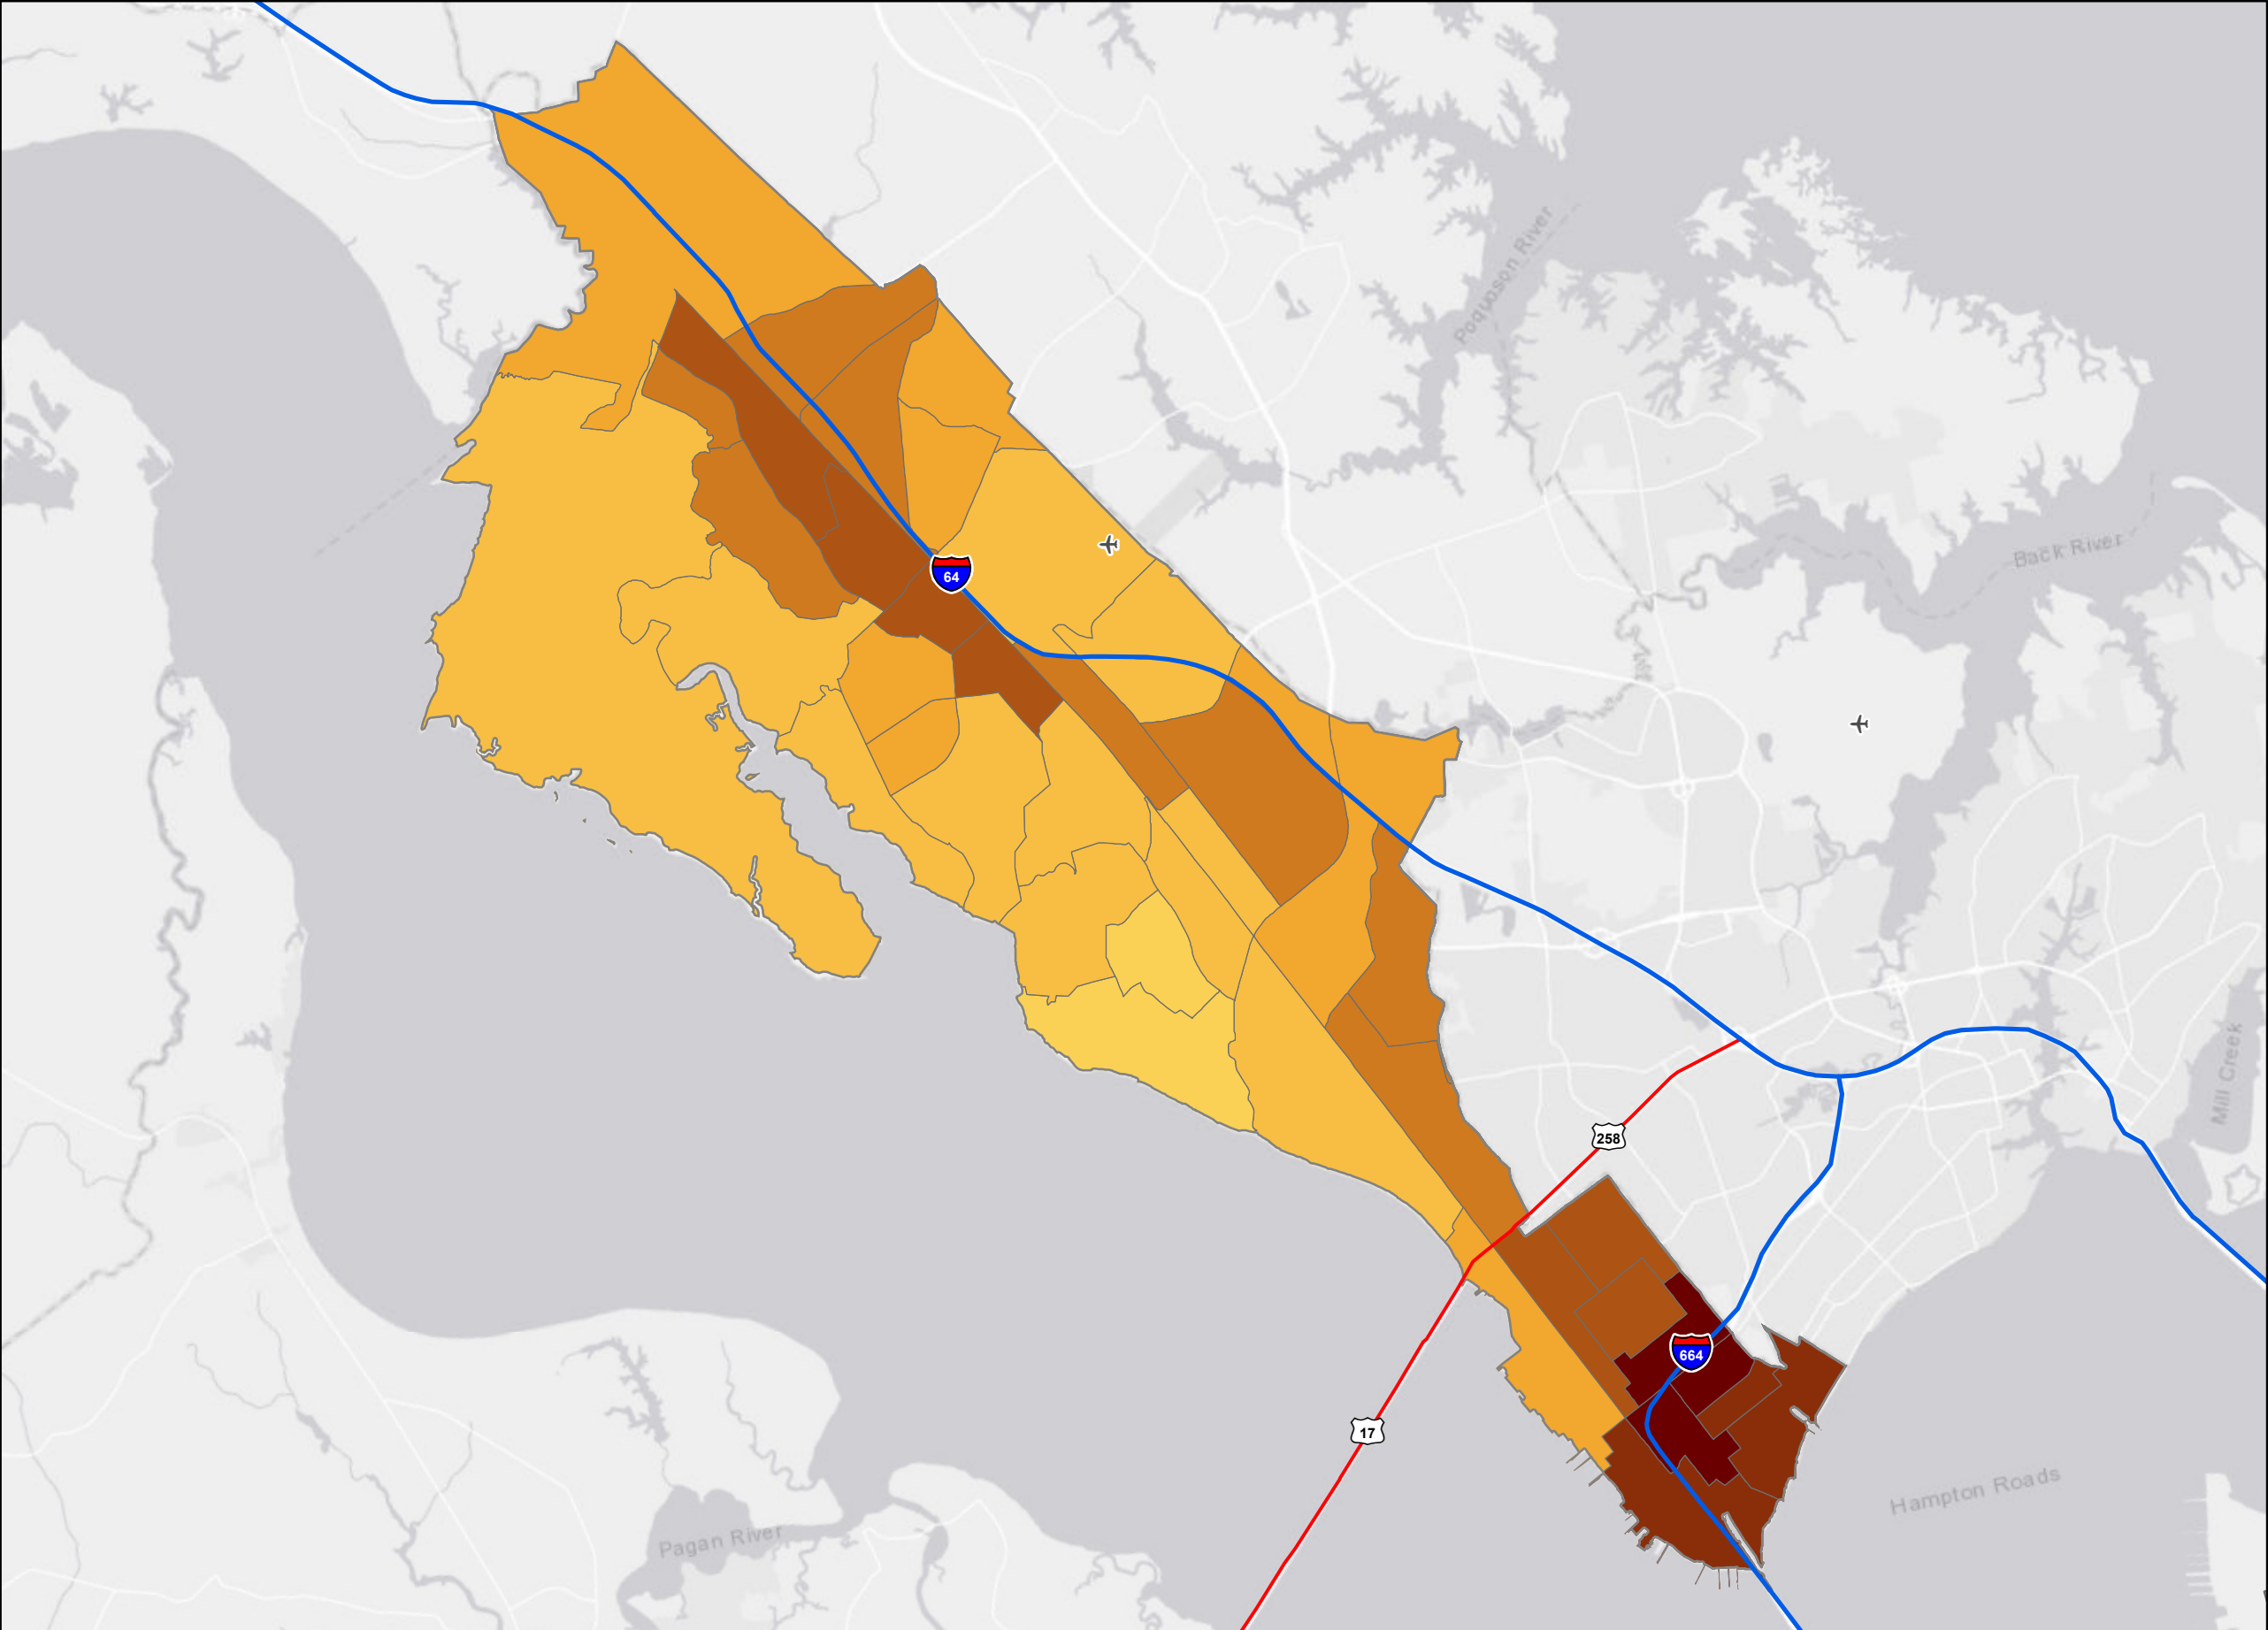 Poquoson River
Back River
64
Mill Creek
258
664
17
Hampton Roads
Pagan River